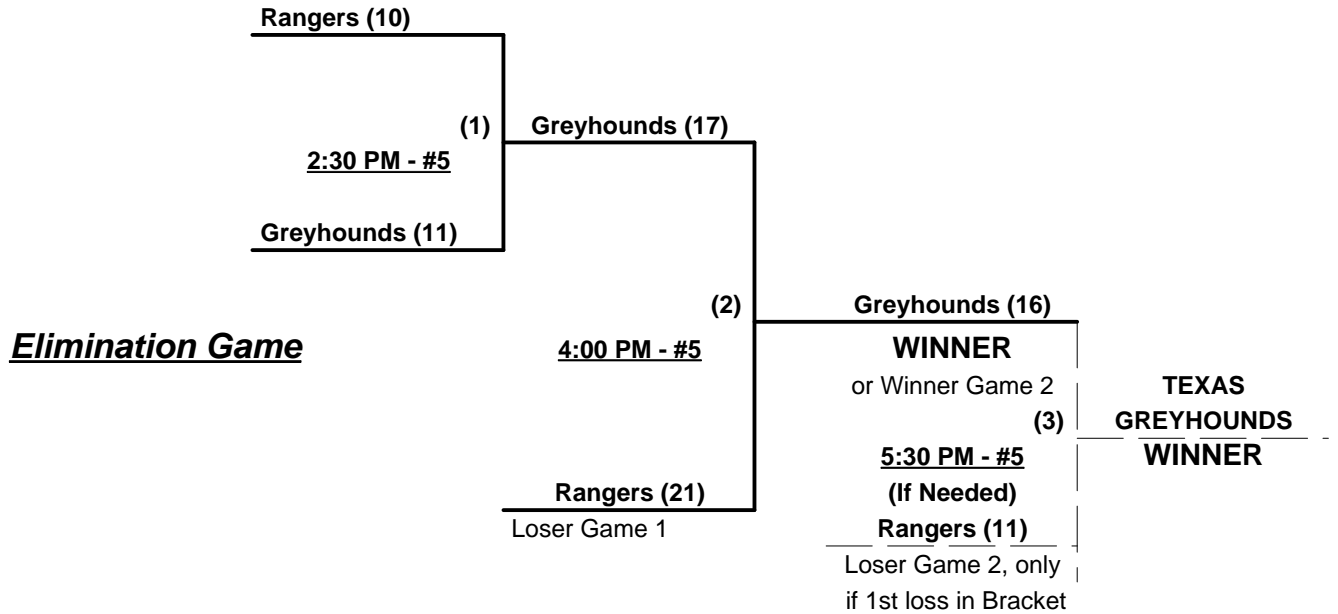 Rangers (10)
(1)
Greyhounds (17)
2:30 PM - #5
Greyhounds (11)
(2)
Greyhounds (16)
Elimination Game
4:00 PM - #5
WINNER
or Winner Game 2
TEXAS
(3)
GREYHOUNDS
5:30 PM - #5
WINNER
(If Needed)
Rangers (21)
Rangers (11)
Loser Game 1
Loser Game 2, only
if 1st loss in Bracket